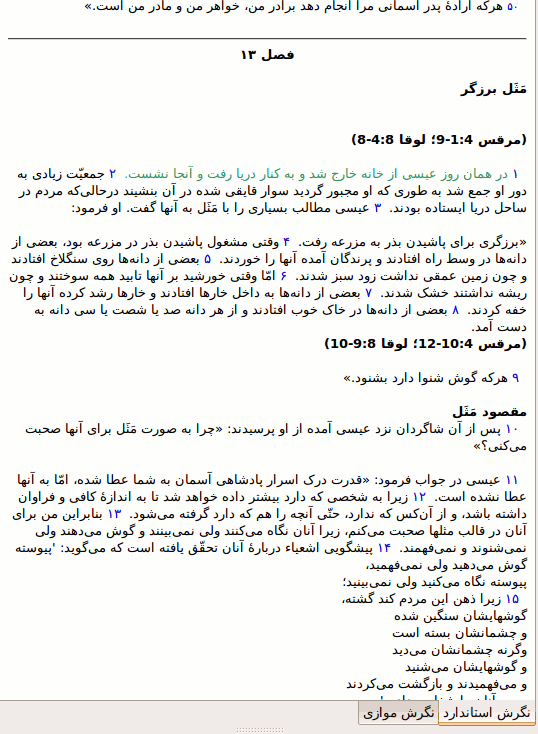 ۵۰ هرکه ارادهٔ پدر آسمانی مرا انجام دهد برادر من، خواهر من و مادر من است.»
فصل ۱۳
مَثَل برزگر
(مرقس 1:4-9؛ لوقا 4:8-8)
۱ در همان روز عیسی از خانه خارج شد و به کنار دریا رفت و آنجا نشست. ۲ جمعیّت زیادی به
دور او جمع شد به طوری که او مجبور گردید سوار قایقی شده در آن بنشیند درحالی‌که مردم در
ساحل دریا ایستاده بودند. ۳ عیسی مطالب بسیاری را با مَثَل به آنها گفت. او فرمود:
«برزگری برای پاشیدن بذر به مزرعه رفت. ۴ وقتی مشغول پاشیدن بذر در مزرعه بود، بعضی از
دانه‌ها در وسط راه افتادند و پرندگان آمده آنها را خوردند. ۵ بعضی از دانه‌ها روی سنگلاخ افتادند
و چون زمین عمقی نداشت زود سبز شدند. ۶ امّا وقتی خورشید بر آنها تابید همه سوختند و چون
ریشه نداشتند خشک شدند. ۷ بعضی از دانه‌ها به داخل خارها افتادند و خارها رشد کرده آنها را
خفه کردند. ۸ بعضی از دانه‌ها در خاک خوب افتادند و از هر دانه صد یا شصت یا سی دانه به
دست آمد.
(مرقس 10:4-12؛ لوقا 9:8-10)
۹ هرکه گوش شنوا دارد بشنود.»
مقصود مَثَل
۱۰ پس از آن شاگردان نزد عیسی آمده از او پرسیدند: «چرا به صورت مَثَل برای آنها صحبت
می‌کنی؟»
۱۱ عیسی در جواب فرمود: «قدرت درک اسرار پادشاهی آسمان به شما عطا شده، امّا به آنها
عطا نشده است. ۱۲ زیرا به شخصی که دارد بیشتر داده خواهد شد تا به اندازهٔ کافی و فراوان
داشته باشد، و از آن‌کس که ندارد، حتّی آنچه را هم که دارد گرفته می‌شود. ۱۳ بنابراین من برای
آنان در قالب مثلها صحبت می‌کنم، زیرا آنان نگاه می‌کنند ولی نمی‌بینند و گوش می‌دهند ولی
نمی‌شنوند و نمی‌فهمند. ۱۴ پیشگویی اشعیاء دربارهٔ آنان تحقّق یافته است که می‌گوید: 'پیوسته
گوش می‌دهید ولی نمی‌فهمید،
پیوسته نگاه می‌کنید ولی نمی‌بینید؛
۱۵ زیرا ذهن این مردم کند گشته،
گوشهایشان سنگین شده
و چشمانشان بسته است
وگرنه چشمانشان می‌دید
و گوشهایشان می‌شنید
و می‌فهمیدند و بازگشت می‌کردند
نگرش استاندارد
نگرش موازی